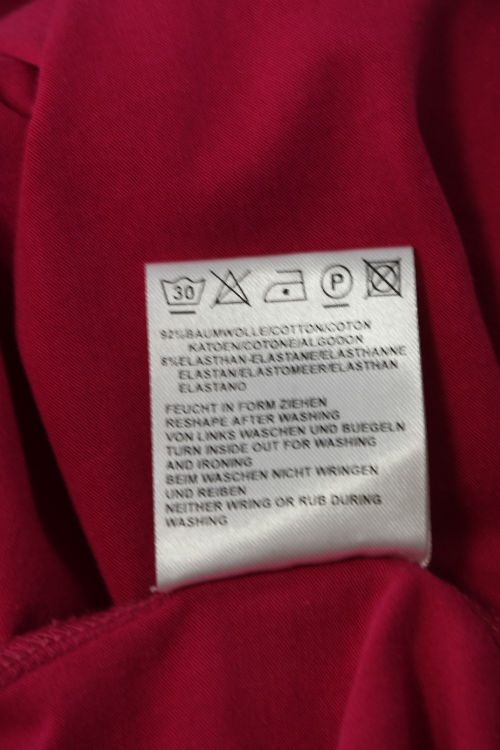 30
P
92%BAUMWOLLE/COTTON/COTON
KATOEN/COTONE/ALGODON
8%ELASTHAN-ELASTANE/ELASTHANNE
ELASTAN/ELASTOMEER/ELASTHAN
ELASTANO
FEUCHT IN FORM ZIEHEN
RESHAPE AFTER WASHING
VON LINKS WASCHEN UND BUEGELN
TURN INSIDE OUT FOR WASHING
AND IRONING
BEIM WASCHEN NICHT WRINGEN
UND REIBEN
NEITHER WRING OR RUB DURING
WASHING